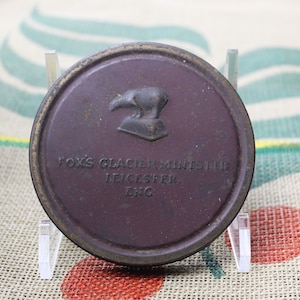 FOX'S GLACIER MINTS LTD
LEICESTER
ENG